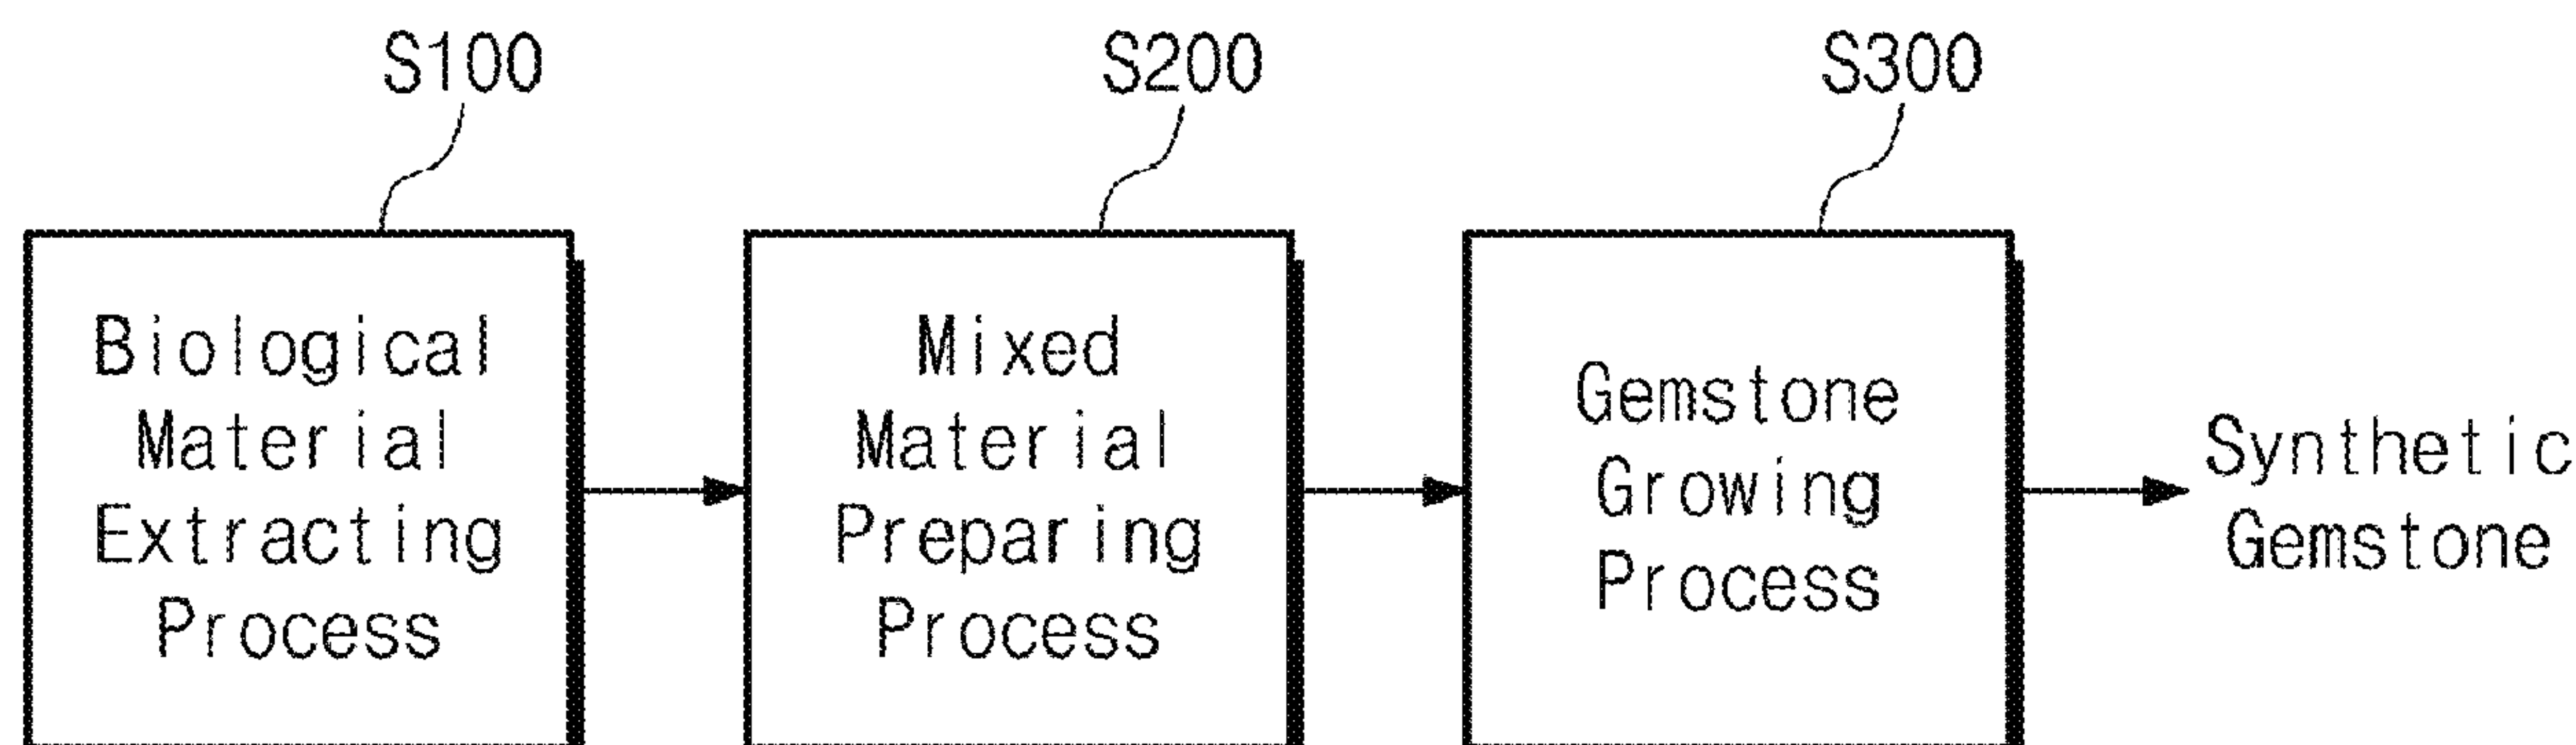 S100
S200
S300
Biological
Material
Extracting
Process
Mixed
Material
Preparing
Process
Gemstone
Growing
Process
Synthetic
Gemstone